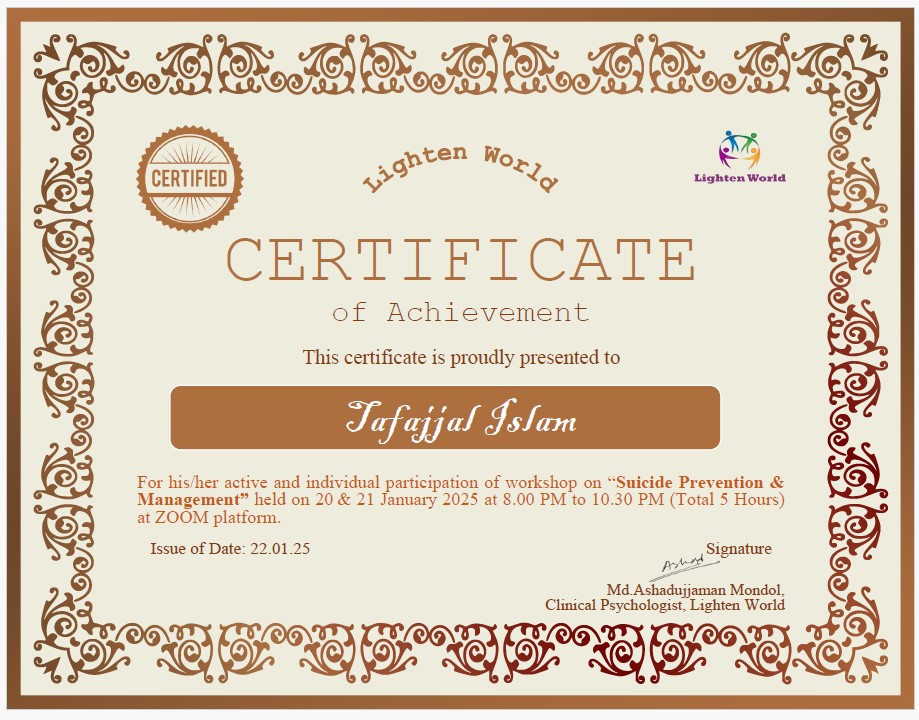 CERTIFIED
Lighten World
Lighten World
CERTIFICATE
of Achievement
This certificate is proudly presented to
Tafajjal Islam
For his/her active and individual participation of workshop on “Suicide Prevention &
Management” held on 20 & 21 January 2025 at 8.00 PM to 10.30 PM (Total 5 Hours)
at ZOOM platform.
Issue of Date: 22.01.25
Signature
Ashad
Md.Ashadujjaman Mondol,
Clinical Psychologist, Lighten World